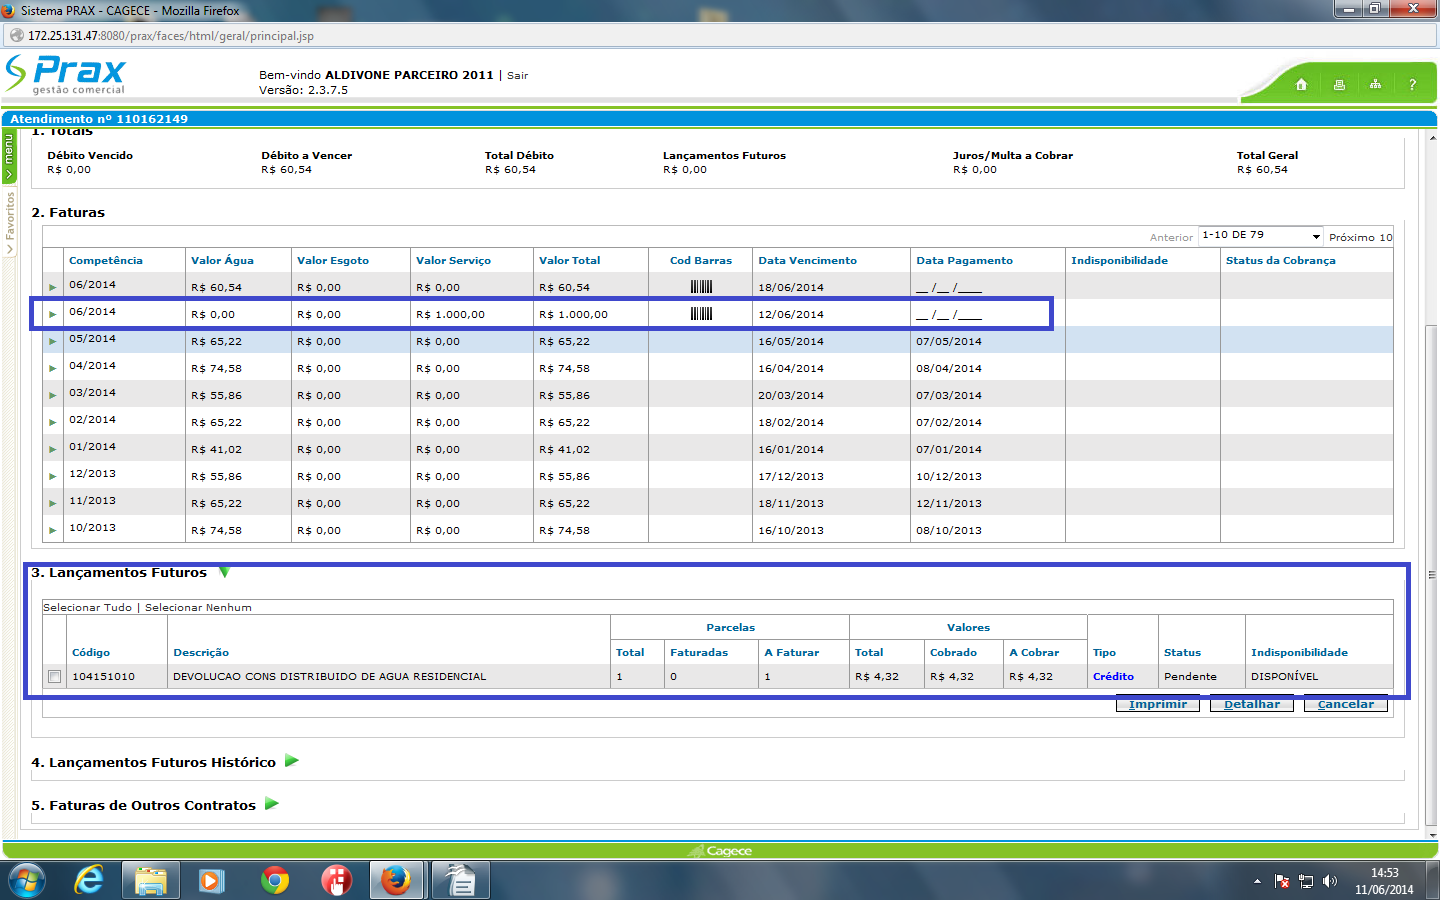 Sistema PRAX - CAGECE - Mozilla Firefox
172.25.131.47:8080/prax/faces/html/geral/principal.jsp
Prax
gestão comercial
Bem-vindo ALDIVONE PARCEIRO 2011 | Sair
Versão: 2.3.7.5
?
Atendimento nº 110162149
menu
Favoritos
1. Totais
Débito Vencido Débito a Vencer Total Débito Lançamentos Futuros Juros/Multa a Cobrar Total Geral
R$ 0,00 R$ 60,54 R$ 60,54 R$ 0,00 R$ 0,00 R$ 60,54
2. Faturas
Anterior 1-10 DE 79 Próximo 10
Competência Valor Água Valor Esgoto Valor Serviço Valor Total Cod Barras Data Vencimento Data Pagamento Indisponibilidade Status da Cobrança
06/2014 R$ 60,54 R$ 0,00 R$ 0,00 R$ 60,54 18/06/2014 __ /__ /____
06/2014 R$ 0,00 R$ 0,00 R$ 1.000,00 R$ 1.000,00 12/06/2014 __ /__ /____
05/2014 R$ 65,22 R$ 0,00 R$ 0,00 R$ 65,22 16/05/2014 07/05/2014
04/2014 R$ 74,58 R$ 0,00 R$ 0,00 R$ 74,58 16/04/2014 08/04/2014
03/2014 R$ 55,86 R$ 0,00 R$ 0,00 R$ 55,86 20/03/2014 07/03/2014
02/2014 R$ 65,22 R$ 0,00 R$ 0,00 R$ 65,22 18/02/2014 07/02/2014
01/2014 R$ 41,02 R$ 0,00 R$ 0,00 R$ 41,02 16/01/2014 07/01/2014
12/2013 R$ 55,86 R$ 0,00 R$ 0,00 R$ 55,86 17/12/2013 10/12/2013
11/2013 R$ 65,22 R$ 0,00 R$ 0,00 R$ 65,22 18/11/2013 12/11/2013
10/2013 R$ 74,58 R$ 0,00 R$ 0,00 R$ 74,58 16/10/2013 08/10/2013
3. Lançamentos Futuros
Selecionar Tudo | Selecionar Nenhum
Parcelas Valores
Código Descrição Total Faturadas A Faturar Total Cobrado A Cobrar Tipo Status Indisponibilidade
104151010 DEVOLUCAO CONS DISTRIBUIDO DE AGUA RESIDENCIAL 1 0 1 R$ 4,32 R$ 4,32 R$ 4,32 Crédito Pendente DISPONÍVEL
Imprimir Detalhar Cancelar
4. Lançamentos Futuros Histórico
5. Faturas de Outros Contratos
Cagece
14:53
11/06/2014